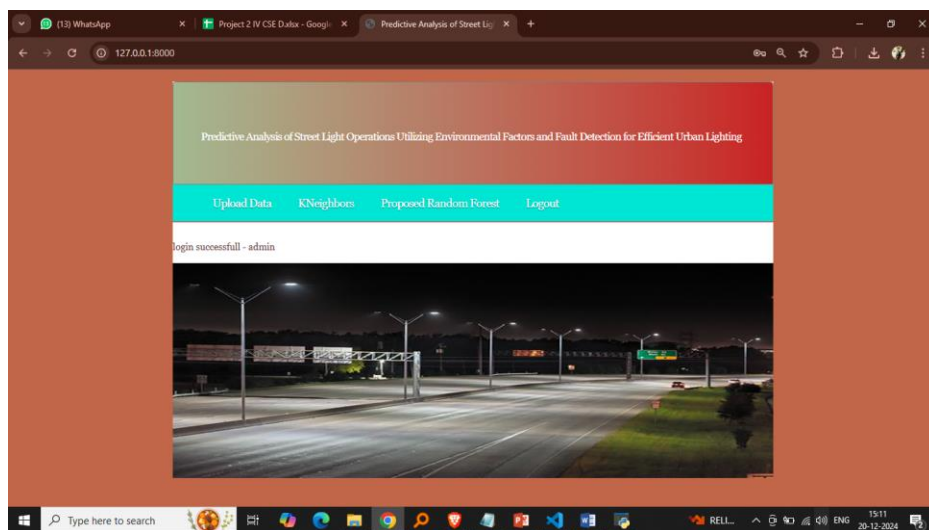 (13) WhatsApp
Project 2 IV CSE D.xlsx - Google
Predictive Analysis of Street Lig
127.0.0.1:8000
Predictive Analysis of Street Light Operations Utilizing Environmental Factors and Fault Detection for Efficient Urban Lighting
Upload Data KNeighbors Proposed Random Forest Logout
login successfull - admin
Type here to search
RELI...
ENG
15:11
20-12-2024